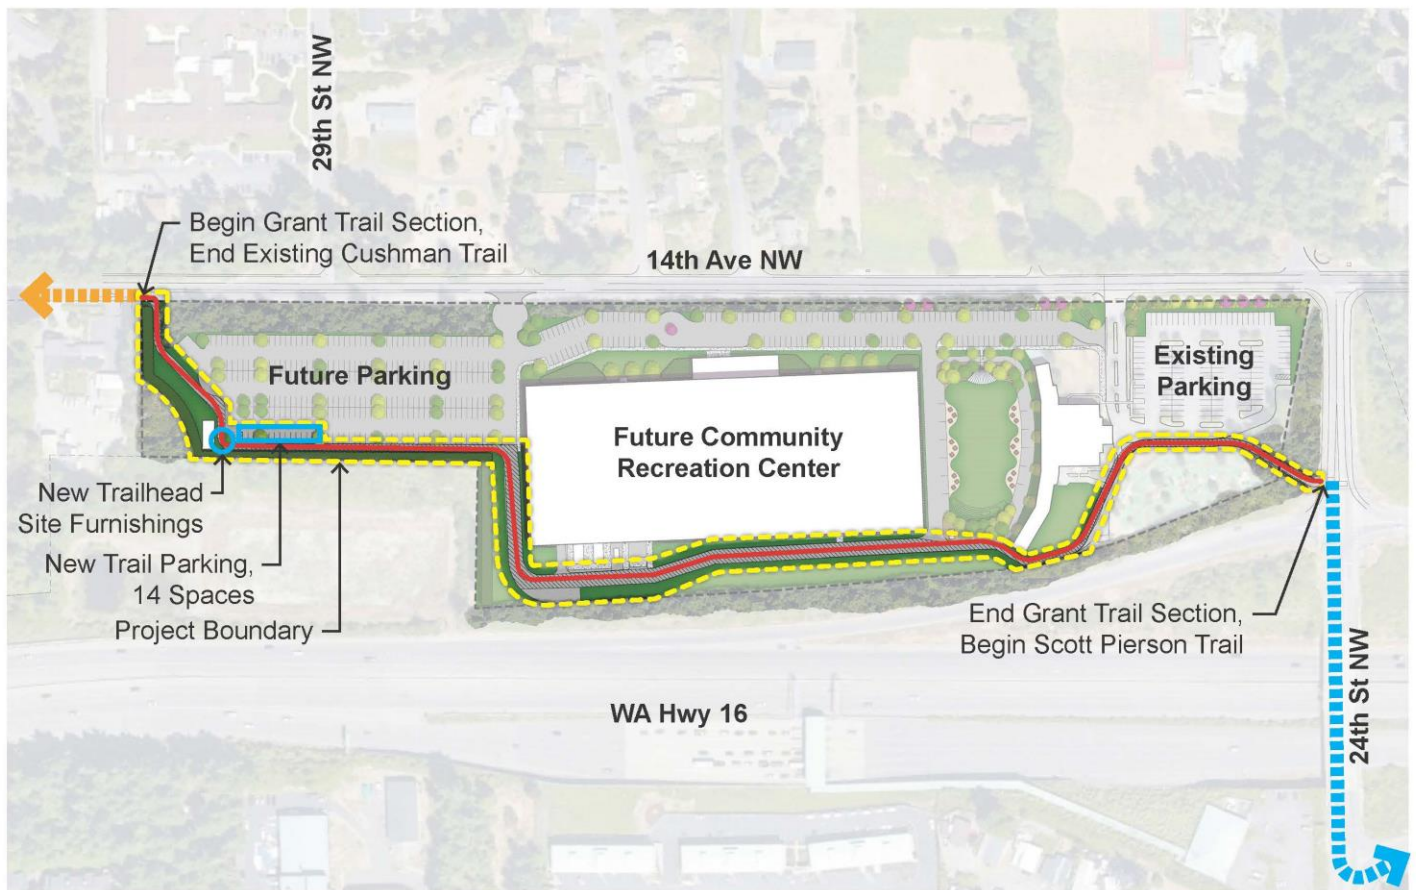 29th St NW
Begin Grant Trail Section,
End Existing Cushman Trail
14th Ave NW
Future Parking
Existing
Parking
Future Community
Recreation Center
New Trailhead
Site Furnishings
New Trail Parking,
14 Spaces
Project Boundary
End Grant Trail Section,
Begin Scott Pierson Trail
WA Hwy 16
24th St NW